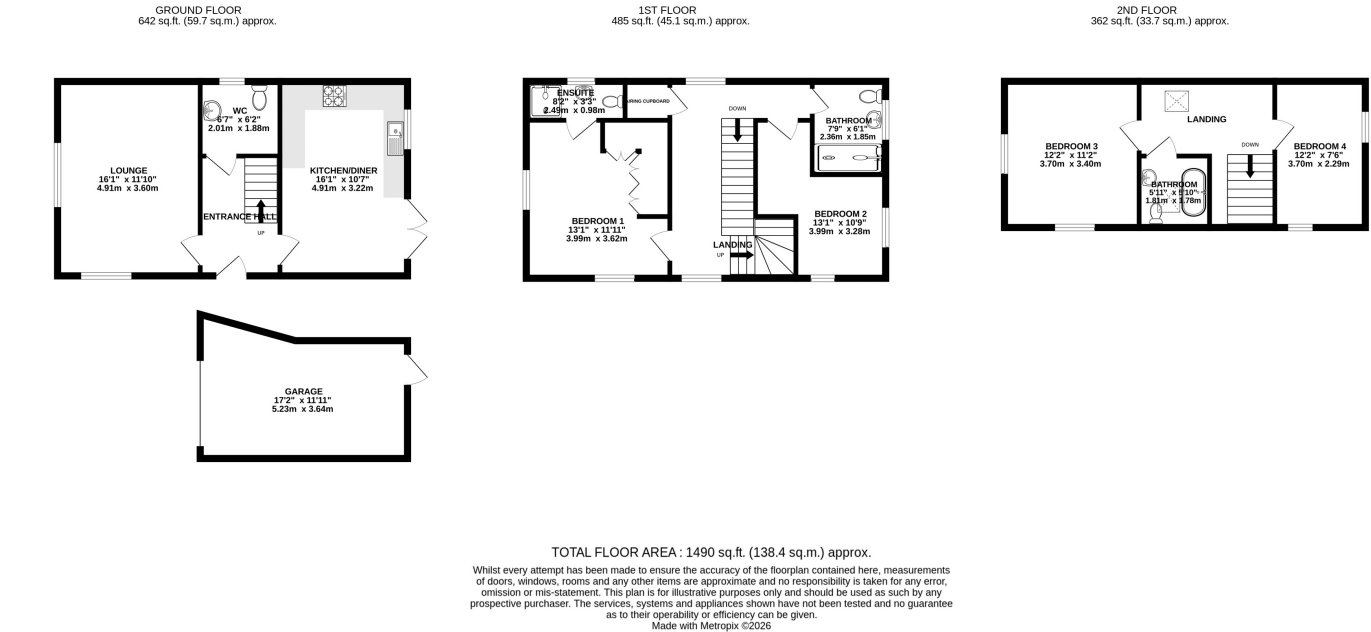 GROUND FLOOR
642 sq.ft. (59.7 sq.m.) approx.
1ST FLOOR
485 sq.ft. (45.1 sq.m.) approx.
2ND FLOOR
362 sq.ft. (33.7 sq.m.) approx.
LOUNGE
16'1" x 11'10"
4.91m x 3.60m
WC
6'7" x 6'2"
2.01m x 1.88m
KITCHEN/DINER
16'1" x 10'7"
4.91m x 3.22m
ENTRANCE HALL
UP
GARAGE
17'2" x 11'11"
5.23m x 3.64m
ENSUITE
8'2" x 3'3"
2.49m x 0.98m
AIRING CUPBOARD
DOWN
BATHROOM
7'9" x 6'1"
2.36m x 1.85m
BEDROOM 1
13'1" x 11'11"
3.99m x 3.62m
BEDROOM 2
13'1" x 10'9"
3.99m x 3.28m
LANDING
UP
BEDROOM 3
12'2" x 11'2"
3.70m x 3.40m
LANDING
DOWN
BEDROOM 4
12'2" x 7'6"
3.70m x 2.29m
BATHROOM
5'11" x 5'10"
1.81m x 1.78m
TOTAL FLOOR AREA : 1490 sq.ft. (138.4 sq.m.) approx.
Whilst every attempt has been made to ensure the accuracy of the floorplan contained here, measurements
of doors, windows, rooms and any other items are approximate and no responsibility is taken for any error,
omission or mis-statement. This plan is for illustrative purposes only and should be used as such by any
prospective purchaser. The services, systems and appliances shown have not been tested and no guarantee
as to their operability or efficiency can be given.
Made with Metropix ©2026